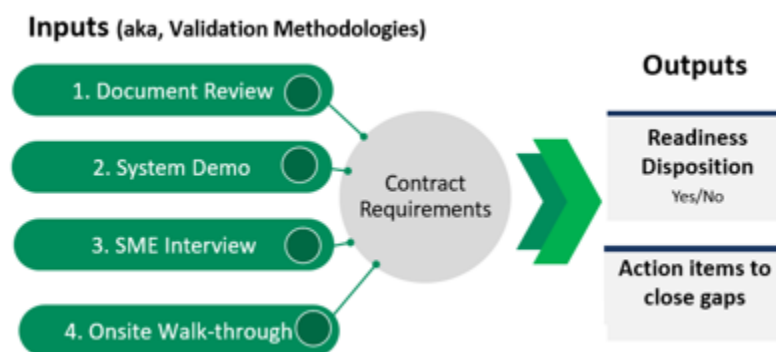 Inputs (aka, Validation Methodologies)
1. Document Review
2. System Demo
3. SME Interview
4. Onsite Walk-through
Contract
Requirements
Outputs
Readiness
Disposition
Yes/No
Action items to
close gaps